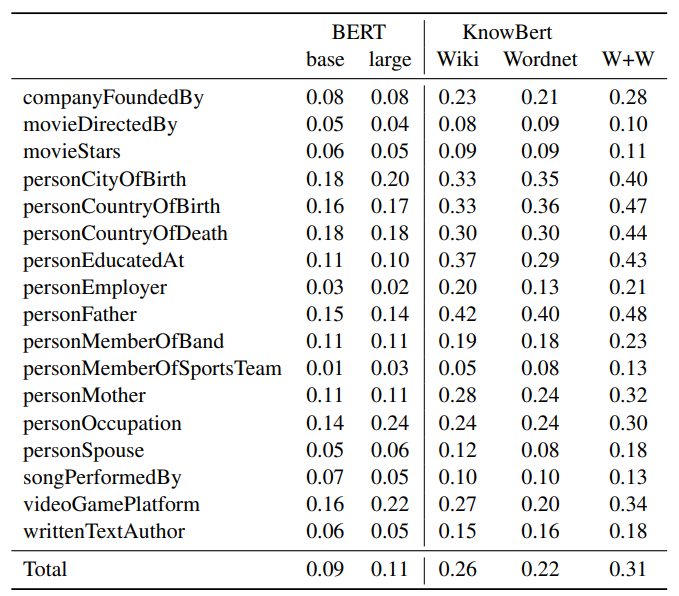 BERT KnowBert
base large Wiki Wordnet W+W
companyFoundedBy 0.08 0.08 0.23 0.21 0.28
movieDirectedBy 0.05 0.04 0.08 0.09 0.10
movieStars 0.06 0.05 0.09 0.09 0.11
personCityOfBirth 0.18 0.20 0.33 0.35 0.40
personCountryOfBirth 0.16 0.17 0.33 0.36 0.47
personCountryOfDeath 0.18 0.18 0.30 0.30 0.44
personEducatedAt 0.11 0.10 0.37 0.29 0.43
personEmployer 0.03 0.02 0.20 0.13 0.21
personFather 0.15 0.14 0.42 0.40 0.48
personMemberOfBand 0.11 0.11 0.19 0.18 0.23
personMemberOfSportsTeam 0.01 0.03 0.05 0.08 0.13
personMother 0.11 0.11 0.28 0.24 0.32
personOccupation 0.14 0.24 0.24 0.24 0.30
personSpouse 0.05 0.06 0.12 0.08 0.18
songPerformedBy 0.07 0.05 0.10 0.10 0.13
videoGamePlatform 0.16 0.22 0.27 0.20 0.34
writtenTextAuthor 0.06 0.05 0.15 0.16 0.18
Total 0.09 0.11 0.26 0.22 0.31